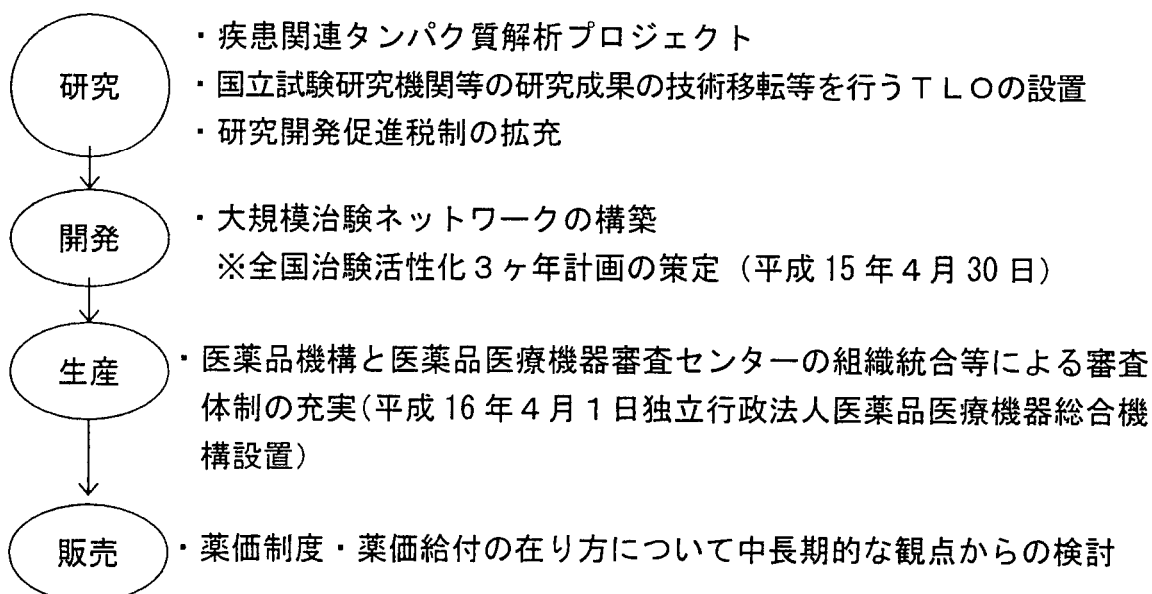 ・疾患関連タンパク質解析プロジェクト
研究
・国立試験研究機関等の研究成果の技術移転等を行うＴＬＯの設置
・研究開発促進税制の拡充
開発
・大規模治験ネットワークの構築
※全国治験活性化３ヶ年計画の策定（平成 15 年４月 30 日）
生産
・医薬品機構と医薬品医療機器審査センターの組織統合等による審査
体制の充実(平成 16 年４月１日独立行政法人医薬品医療機器総合機
構設置）
販売
・薬価制度・薬価給付の在り方について中長期的な観点からの検討